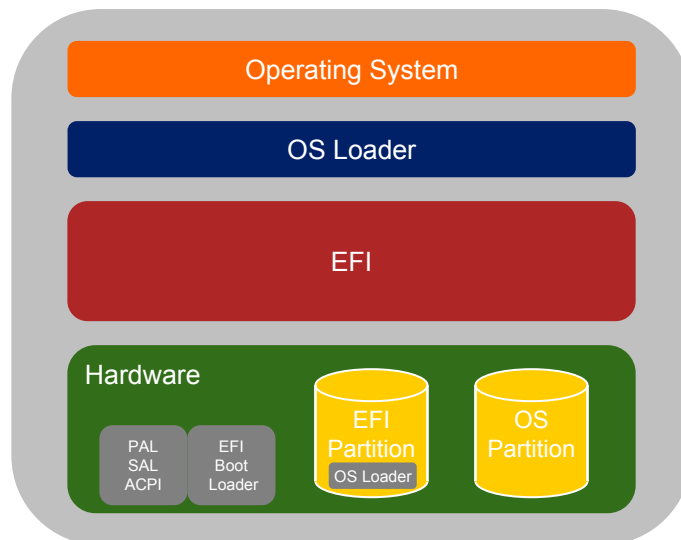 Operating System
OS Loader
EFI
Hardware
PAL
SAL
ACPI
EFI
Boot
Loader
EFI
Partition
OS Loader
OS
Partition